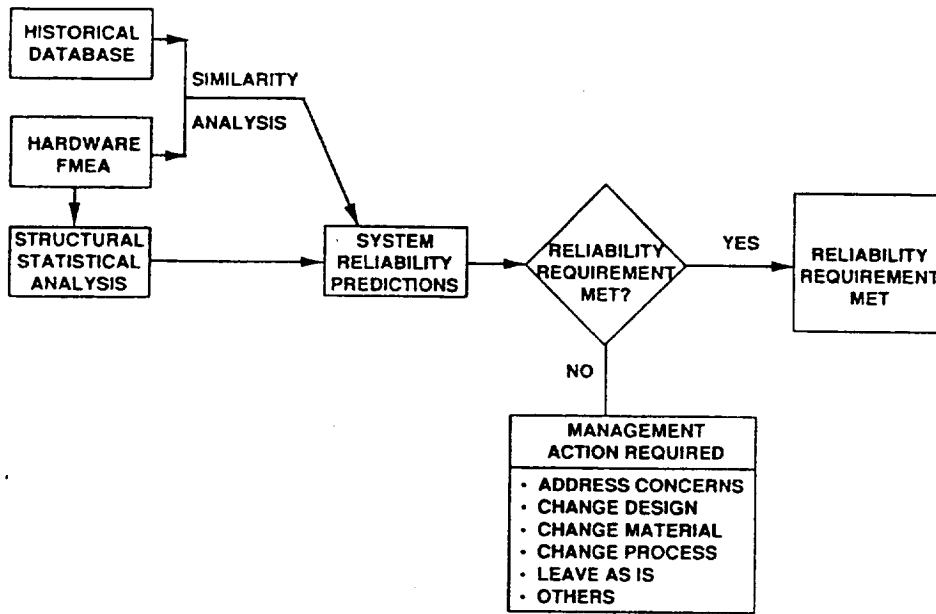 HISTORICAL
DATABASE
SIMILARITY
ANALYSIS
HARDWARE
FMEA
STRUCTURAL
STATISTICAL
ANALYSIS
SYSTEM
RELIABILITY
PREDICTIONS
RELIABILITY
REQUIREMENT
MET?
YES
RELIABILITY
REQUIREMENT
MET
NO
MANAGEMENT
ACTION REQUIRED
· ADDRESS CONCERNS
· CHANGE DESIGN
· CHANGE MATERIAL
· CHANGE PROCESS
· LEAVE AS IS
· OTHERS